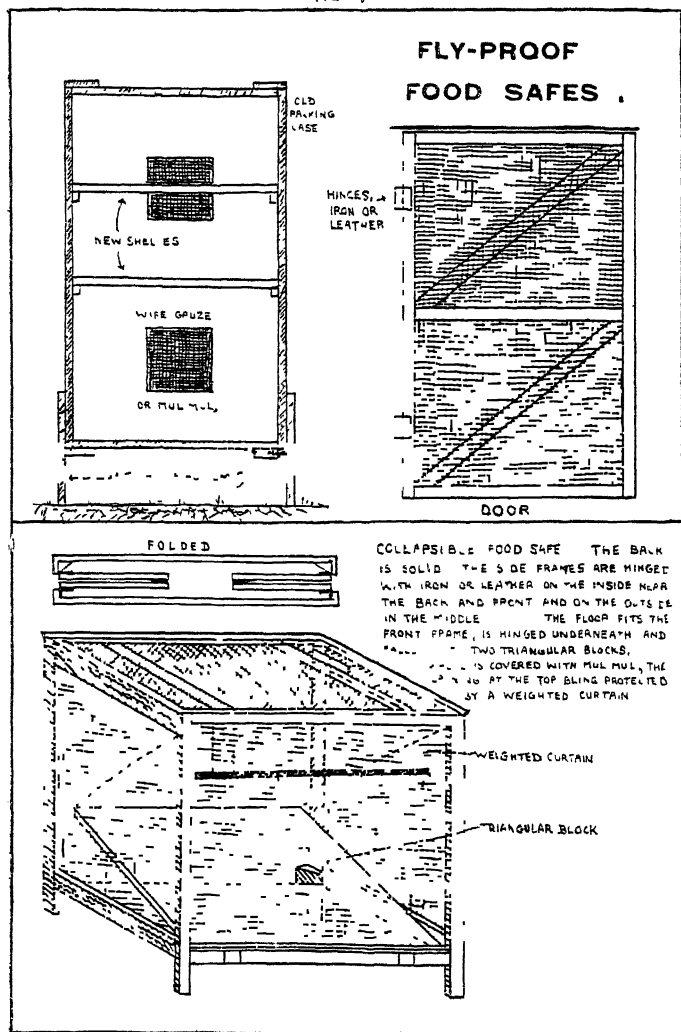 FLY-PROOF
FOOD SAFES.
OLD
PACKING
CASE
HINGES,
IRON OR
LEATHER
NEW SHEL ES
WIRE GAUZE
OR MUL MUL,
DOOR
FOLDED
COLLAPSIBLE FOOD SAFE THE BACK
IS SOLID THE S DE FRAMES ARE HINGED
WITH IRON OR LEATHER ON THE INSIDE NEAR
THE BACK AND FRONT AND ON THE OUTSIDE
IN THE MIDDLE THE FLOOR FITS THE
FRONT FRAME, IS HINGED UNDERNEATH AND
TWO TRIANGULAR BLOCKS,
IS COVERED WITH MUL MUL, THE
AT THE TOP BEING PROTECTED
BY A WEIGHTED CURTAIN
WEIGHTED CURTAIN
RIANGULAR BLOCK